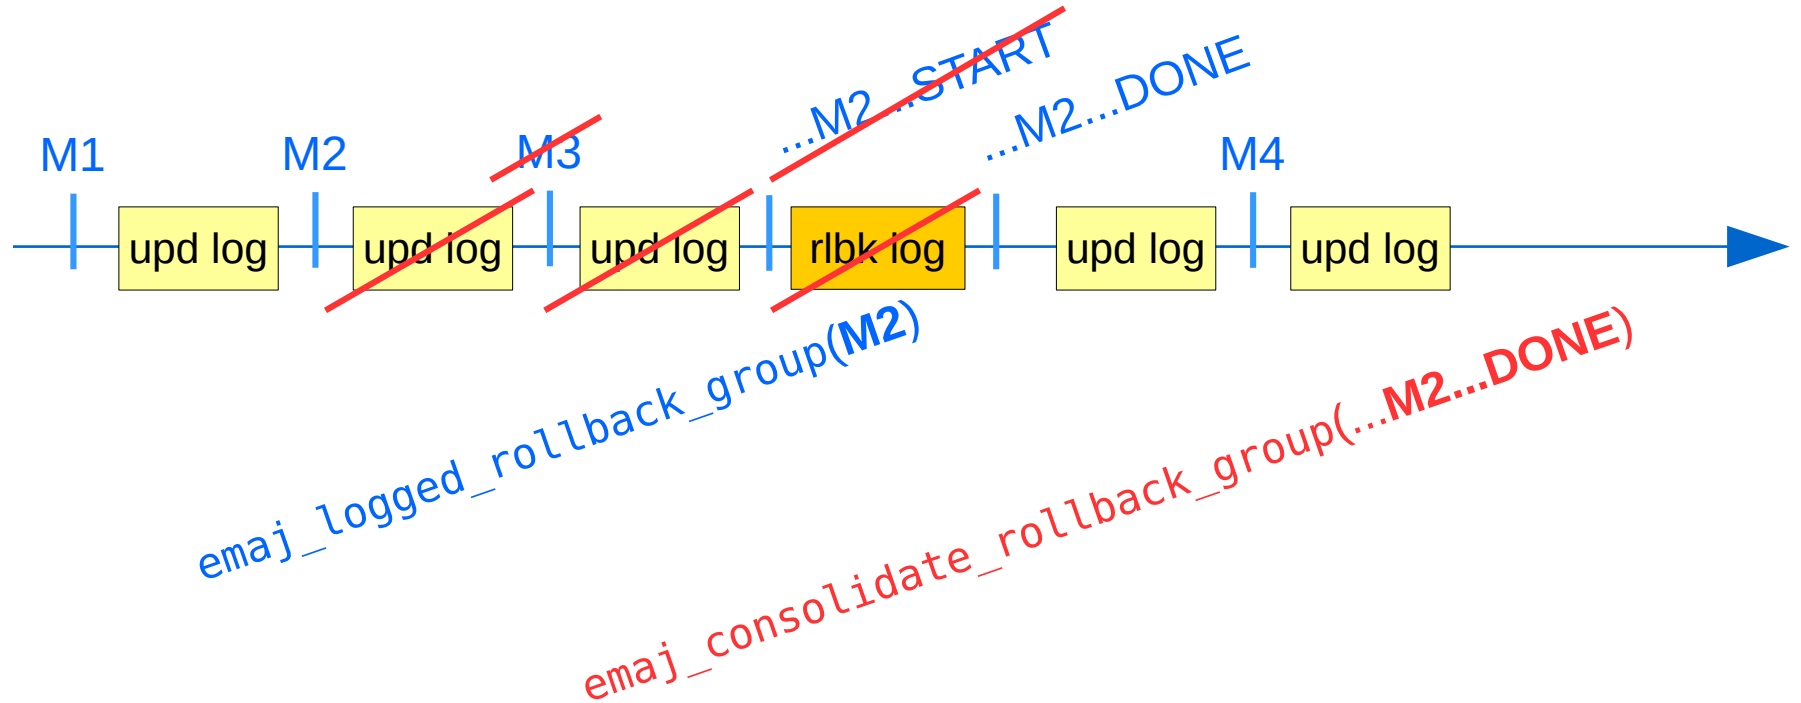 ...M2...START
...M2...DONE
M1
M2
M3
M4
upd log
upd log
upd log
rlbk log
upd log
upd log
emaj_logged_rollback_group(M2)
emaj_consolidate_rollback_group(...M2...DONE)